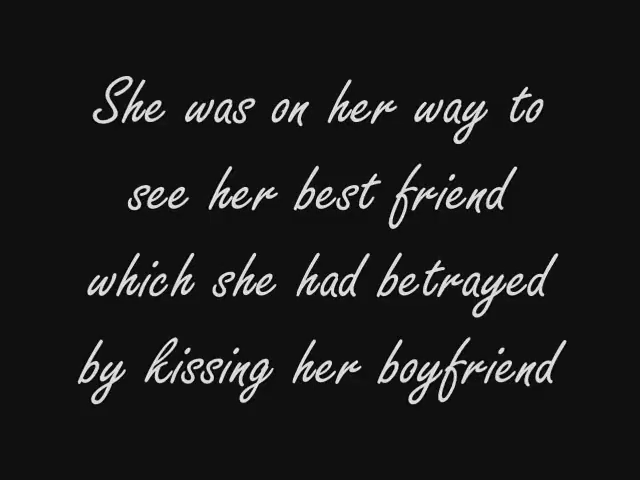 She was on her way to
see her best friend
which she had betrayed
by kissing her boyfriend